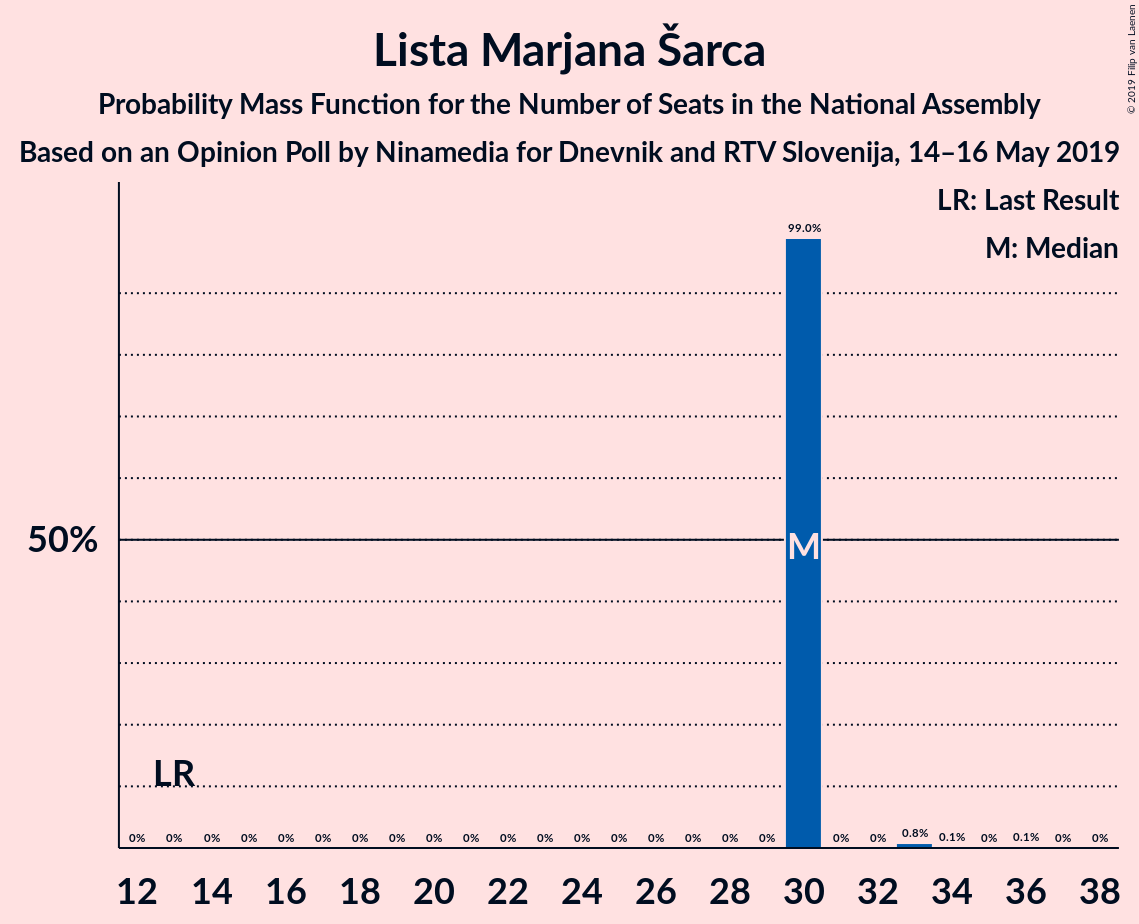 Lista Marjana Šarca
Probability Mass Function for the Number of Seats in the National Assembly
Based on an Opinion Poll by Ninamedia for Dnevnik and RTV Slovenija, 14–16 May 2019
© 2019 Filip van Laenen
LR: Last Result
M: Median
99.0%
50%
M
LR
0% 0% 0% 0% 0% 0% 0% 0% 0% 0% 0% 0% 0% 0% 0% 0% 0% 0% 0% 0% 0.8% 0.1% 0% 0.1% 0% 0%
12 14 16 18 20 22 24 26 28 30 32 34 36 38